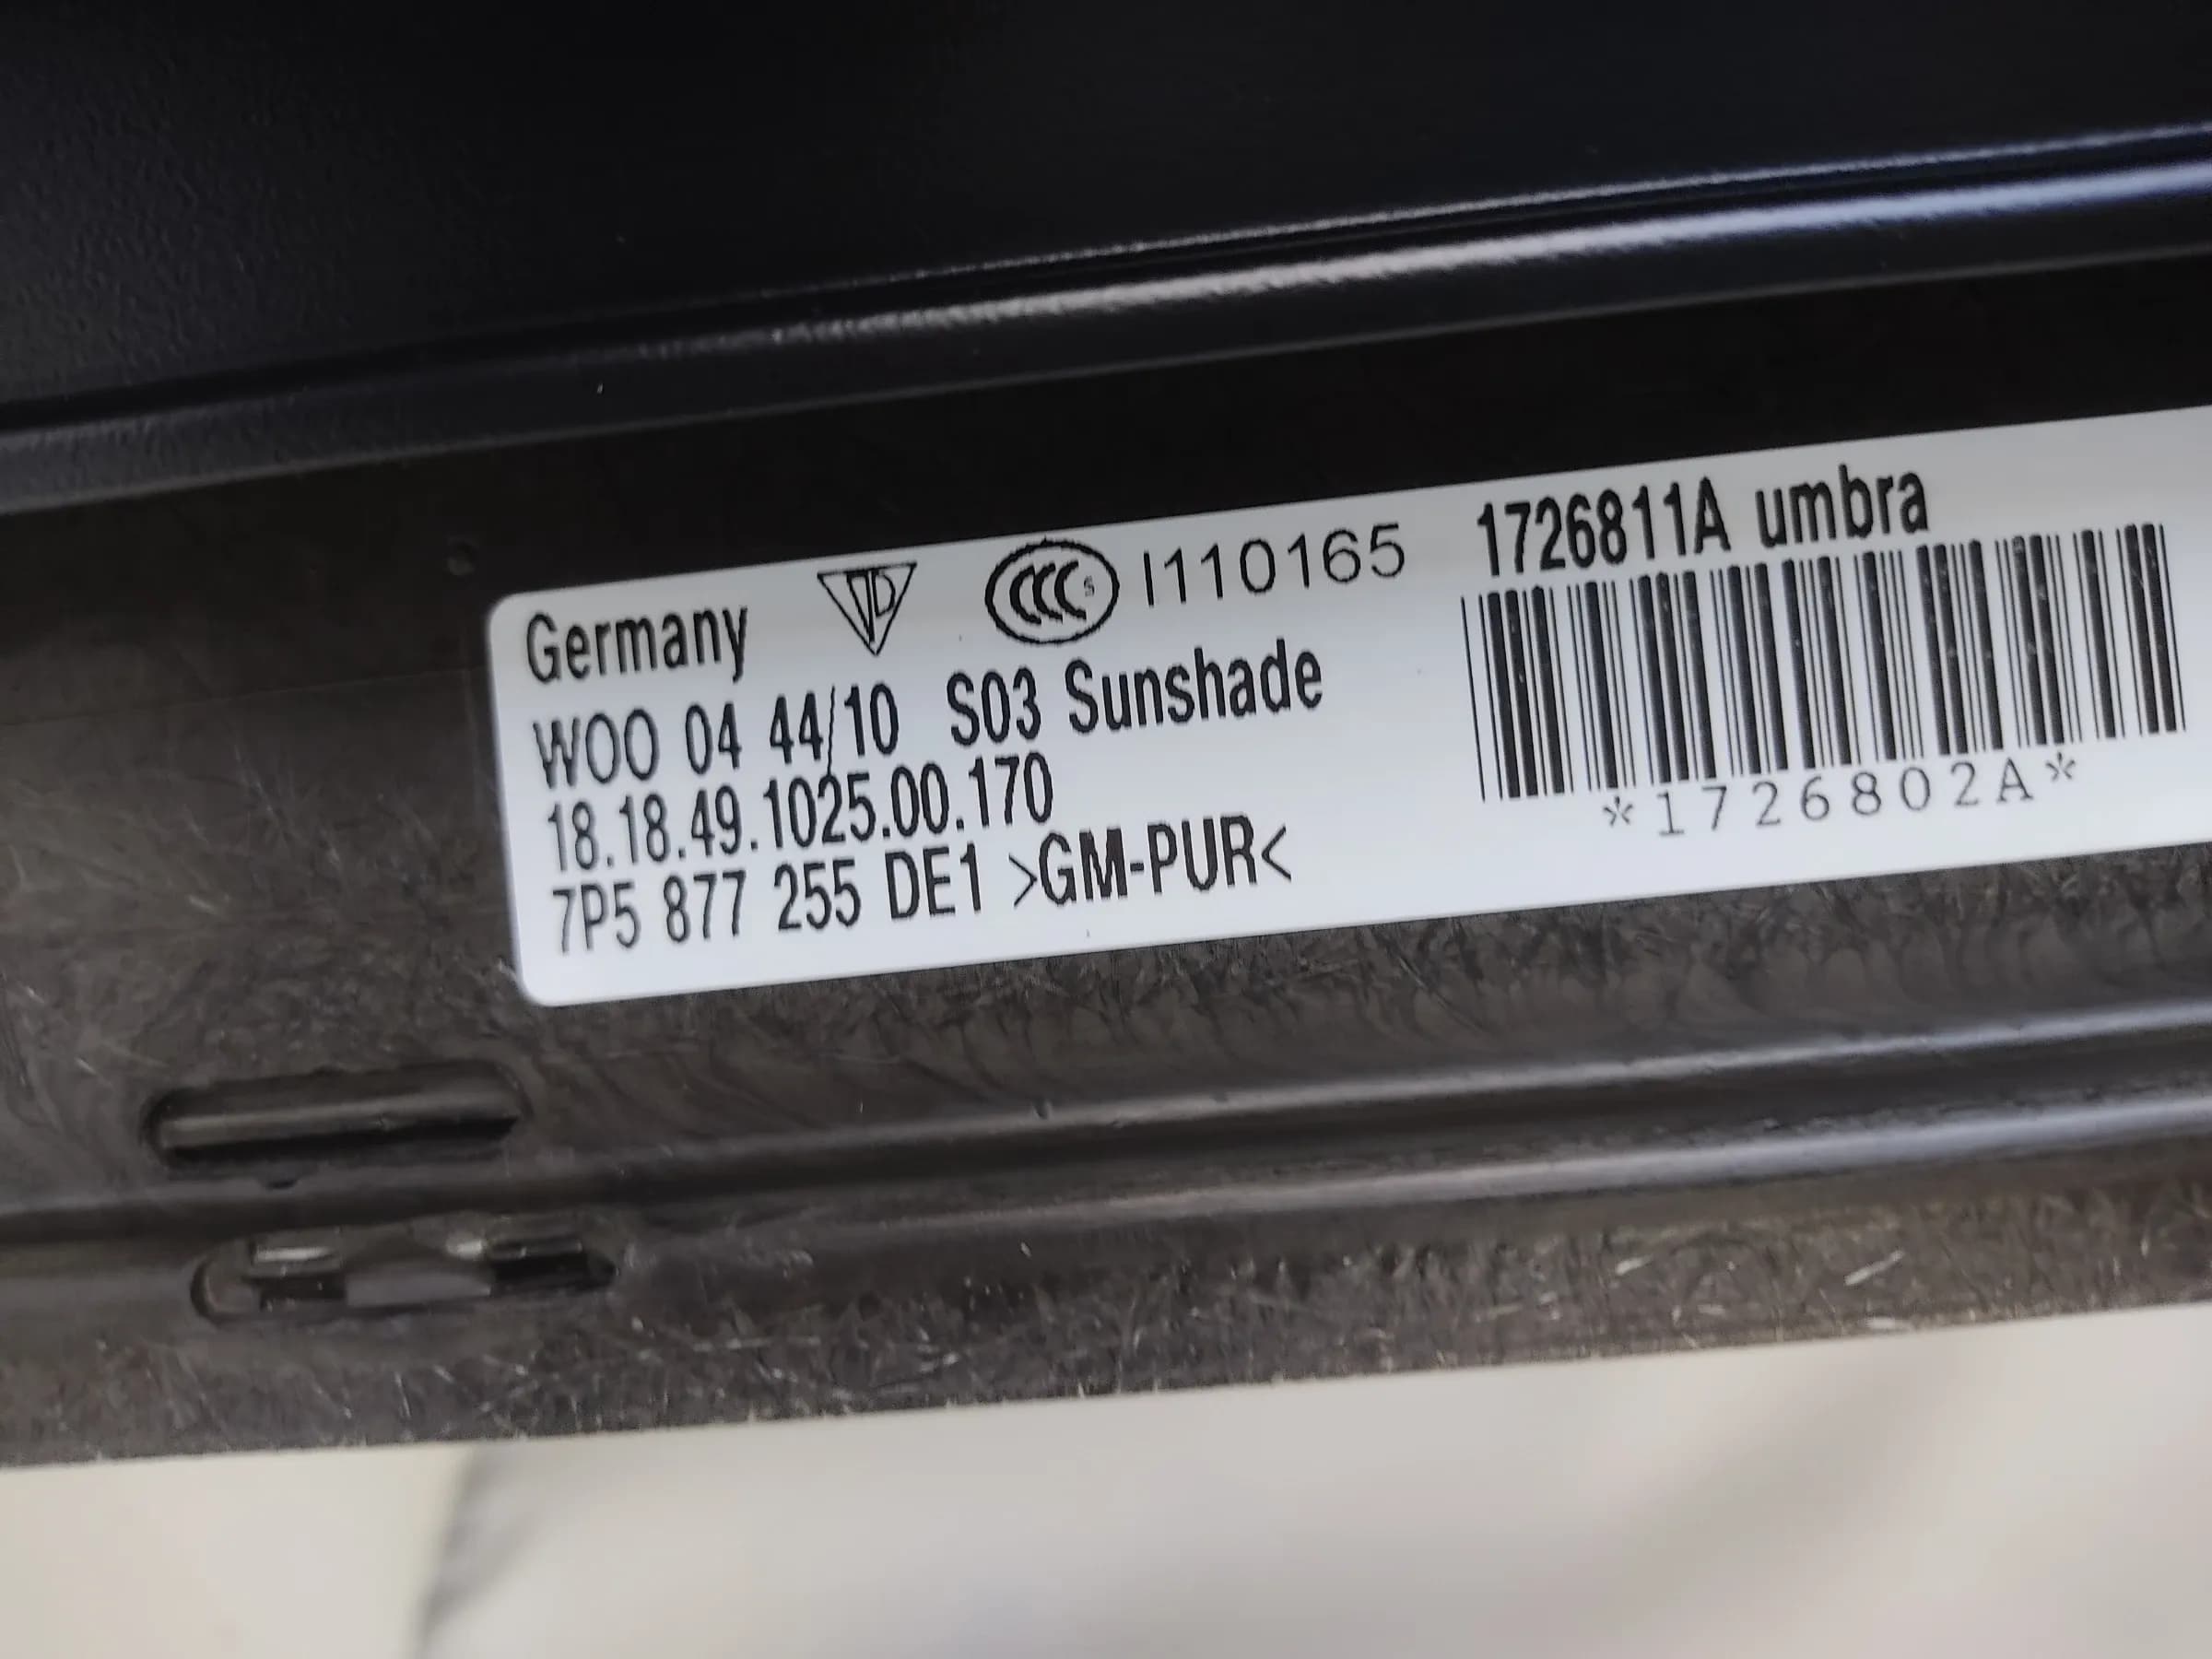 Germany CCCS I110165 1726811A umbra
WOO 04 44/10 S03 Sunshade
18.18.49.1025.00.170
7P5 877 255 DE1 >GM-PUR<
*1726802A*